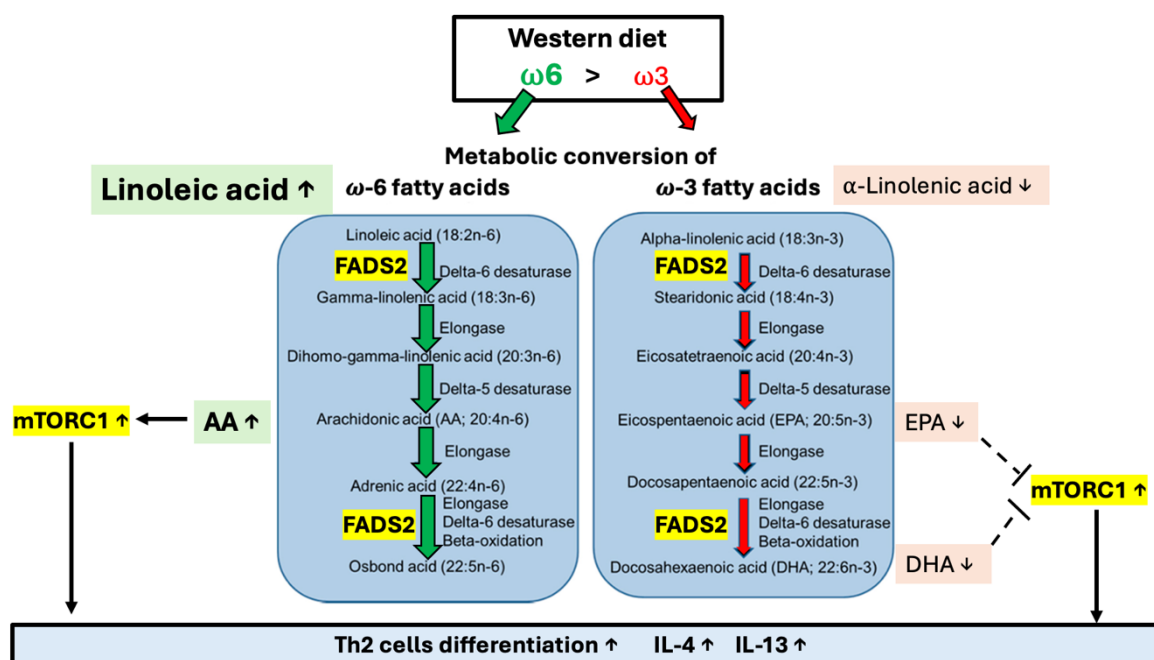 Western diet
ω6 > ω3
Metabolic conversion of
Linoleic acid ↑
ω-6 fatty acids
ω-3 fatty acids
α-Linolenic acid ↓
Linoleic acid (18:2n-6)
FADS2
Delta-6 desaturase
Gamma-linolenic acid (18:3n-6)
Elongase
Dihomo-gamma-linolenic acid (20:3n-6)
Delta-5 desaturase
Arachidonic acid (AA; 20:4n-6)
Elongase
Adrenic acid (22:4n-6)
FADS2
Elongase
Delta-6 desaturase
Beta-oxidation
Osbond acid (22:5n-6)
Alpha-linolenic acid (18:3n-3)
FADS2
Delta-6 desaturase
Stearidonic acid (18:4n-3)
Elongase
Eicosatetraenoic acid (20:4n-3)
Delta-5 desaturase
Eicospentaenoic acid (EPA; 20:5n-3)
Elongase
Docosapentaenoic acid (22:5n-3)
FADS2
Elongase
Delta-6 desaturase
Beta-oxidation
Docosahexaenoic acid (DHA; 22:6n-3)
mTORC1 ↑
AA ↑
EPA ↓
mTORC1 ↑
DHA ↓
Th2 cells differentiation ↑ IL-4 ↑ IL-13 ↑